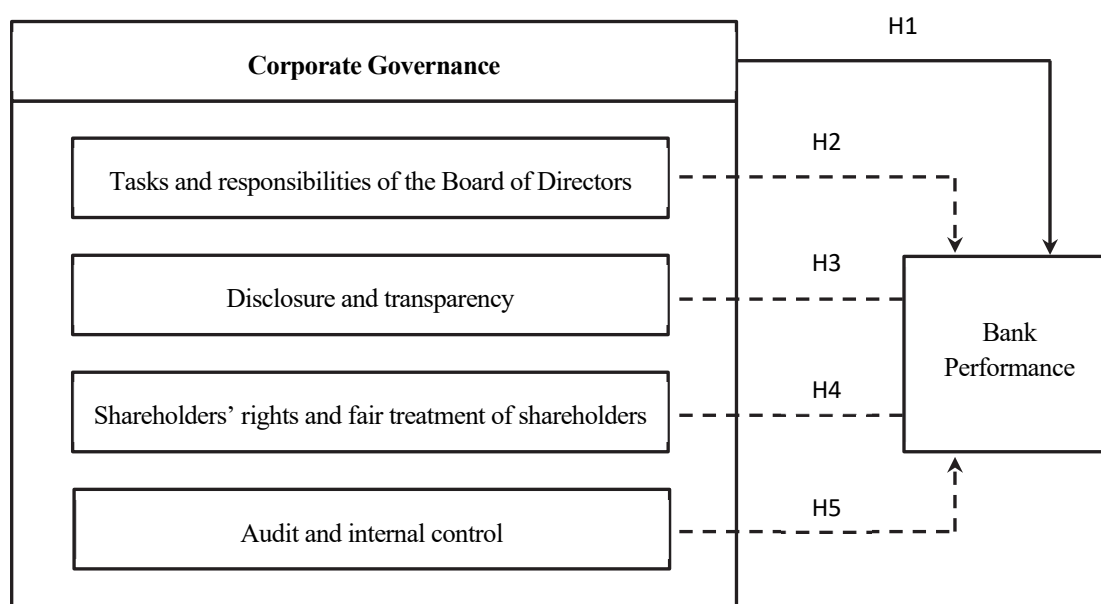 H1
Corporate Governance
H2
Tasks and responsibilities of the Board of Directors
H3
Disclosure and transparency
Bank
Performance
H4
Shareholders’ rights and fair treatment of shareholders
H5
Audit and internal control